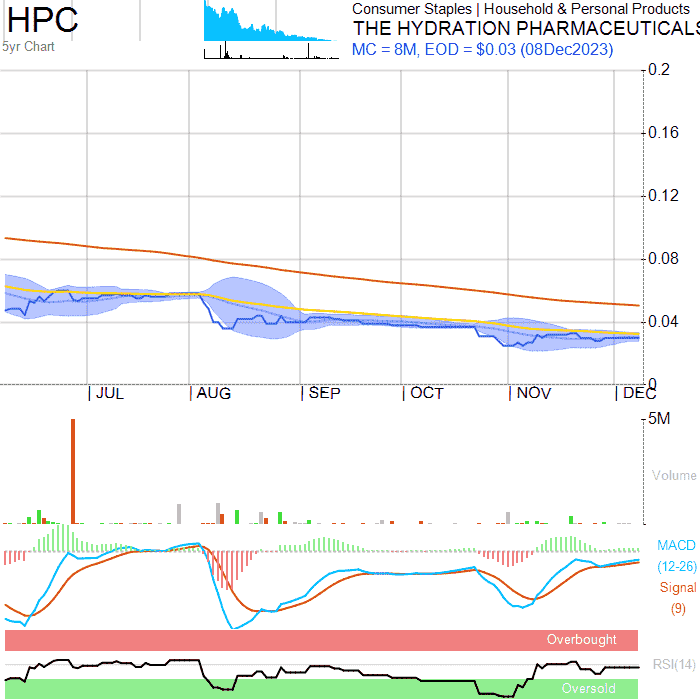 HPC
5yr Chart
Consumer Staples | Household & Personal Products
THE HYDRATION PHARMACEUTICALS
MC = 8M, EOD = $0.03 (08Dec2023)
0.2
0.16
0.12
0.08
0.04
0
JUL AUG SEP OCT NOV DEC
5M
Volume
MACD
(12-26)
Signal
(9)
Overbought
RSI(14)
Oversold